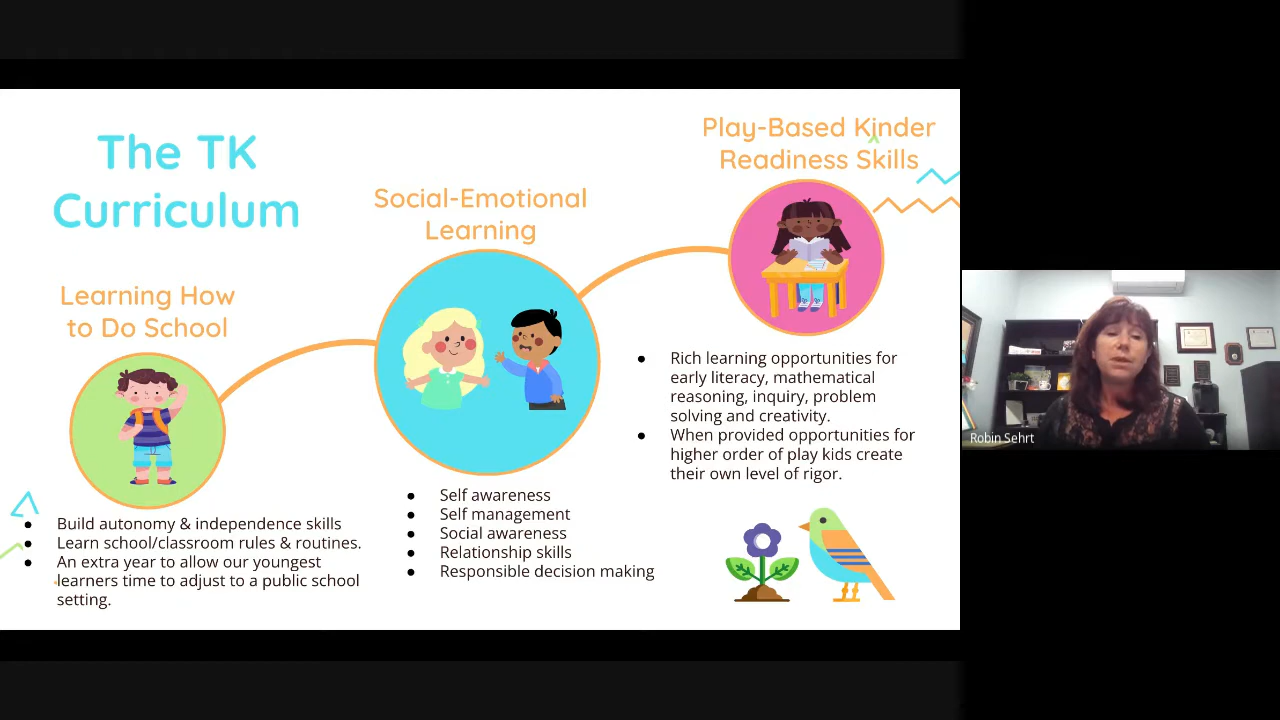 The TK
Curriculum
Learning How
to Do School
• Build autonomy & independence skills
• Learn school/classroom rules & routines.
• An extra year to allow our youngest
learners time to adjust to a public school
setting.
Social-Emotional
Learning
• Self awareness
• Self management
• Social awareness
• Relationship skills
• Responsible decision making
Play-Based Kinder
Readiness Skills
• Rich learning opportunities for
early literacy, mathematical
reasoning, inquiry, problem
solving and creativity.
• When provided opportunities for
higher order of play kids create
their own level of rigor.
Robin Sehrt